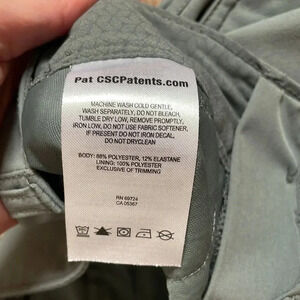 Pat CSCPatents.com
MACHINE WASH COLD GENTLE,
WASH SEPARATELY, DO NOT BLEACH,
TUMBLE DRY LOW, REMOVE PROMPTLY,
IRON LOW, DO NOT USE FABRIC SOFTENER.
IF PRESENT DO NOT IRON DECAL.
DO NOT DRYCLEAN
BODY: 88% POLYESTER, 12% ELASTANE
LINING: 100% POLYESTER
EXCLUSIVE OF TRIMMING
RN 69724
CA 05367